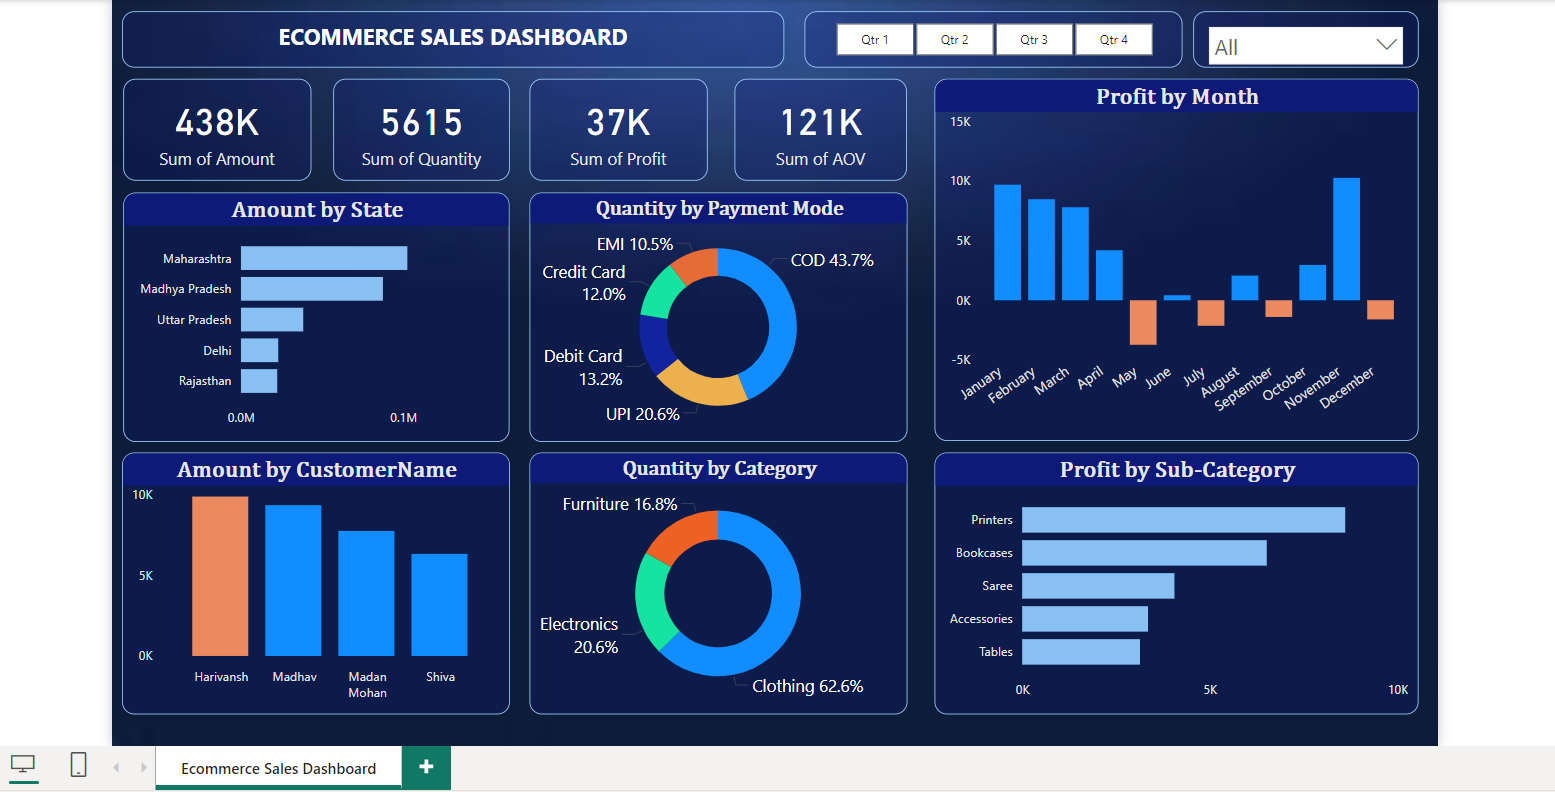 ECOMMERCE SALES DASHBOARD
Qtr 1
Qtr 2
Qtr 3
Qtr 4
All
438K
Sum of Amount
5615
Sum of Quantity
37K
Sum of Profit
121K
Sum of AOV
Profit by Month
15K
10K
5K
0K
-5K
January
February
March
April
May
June
July
August
September
October
November
December
Amount by State
Maharashtra
Madhya Pradesh
Uttar Pradesh
Delhi
Rajasthan
0.0M
0.1M
Quantity by Payment Mode
EMI 10.5%
COD 43.7%
Credit Card
12.0%
Debit Card
13.2%
UPI 20.6%
Amount by CustomerName
10K
5K
0K
Harivansh
Madhav
Madan
Mohan
Shiva
Quantity by Category
Furniture 16.8%
Electronics
20.6%
Clothing 62.6%
Profit by Sub-Category
Printers
Bookcases
Saree
Accessories
Tables
0K
5K
10K
Ecommerce Sales Dashboard